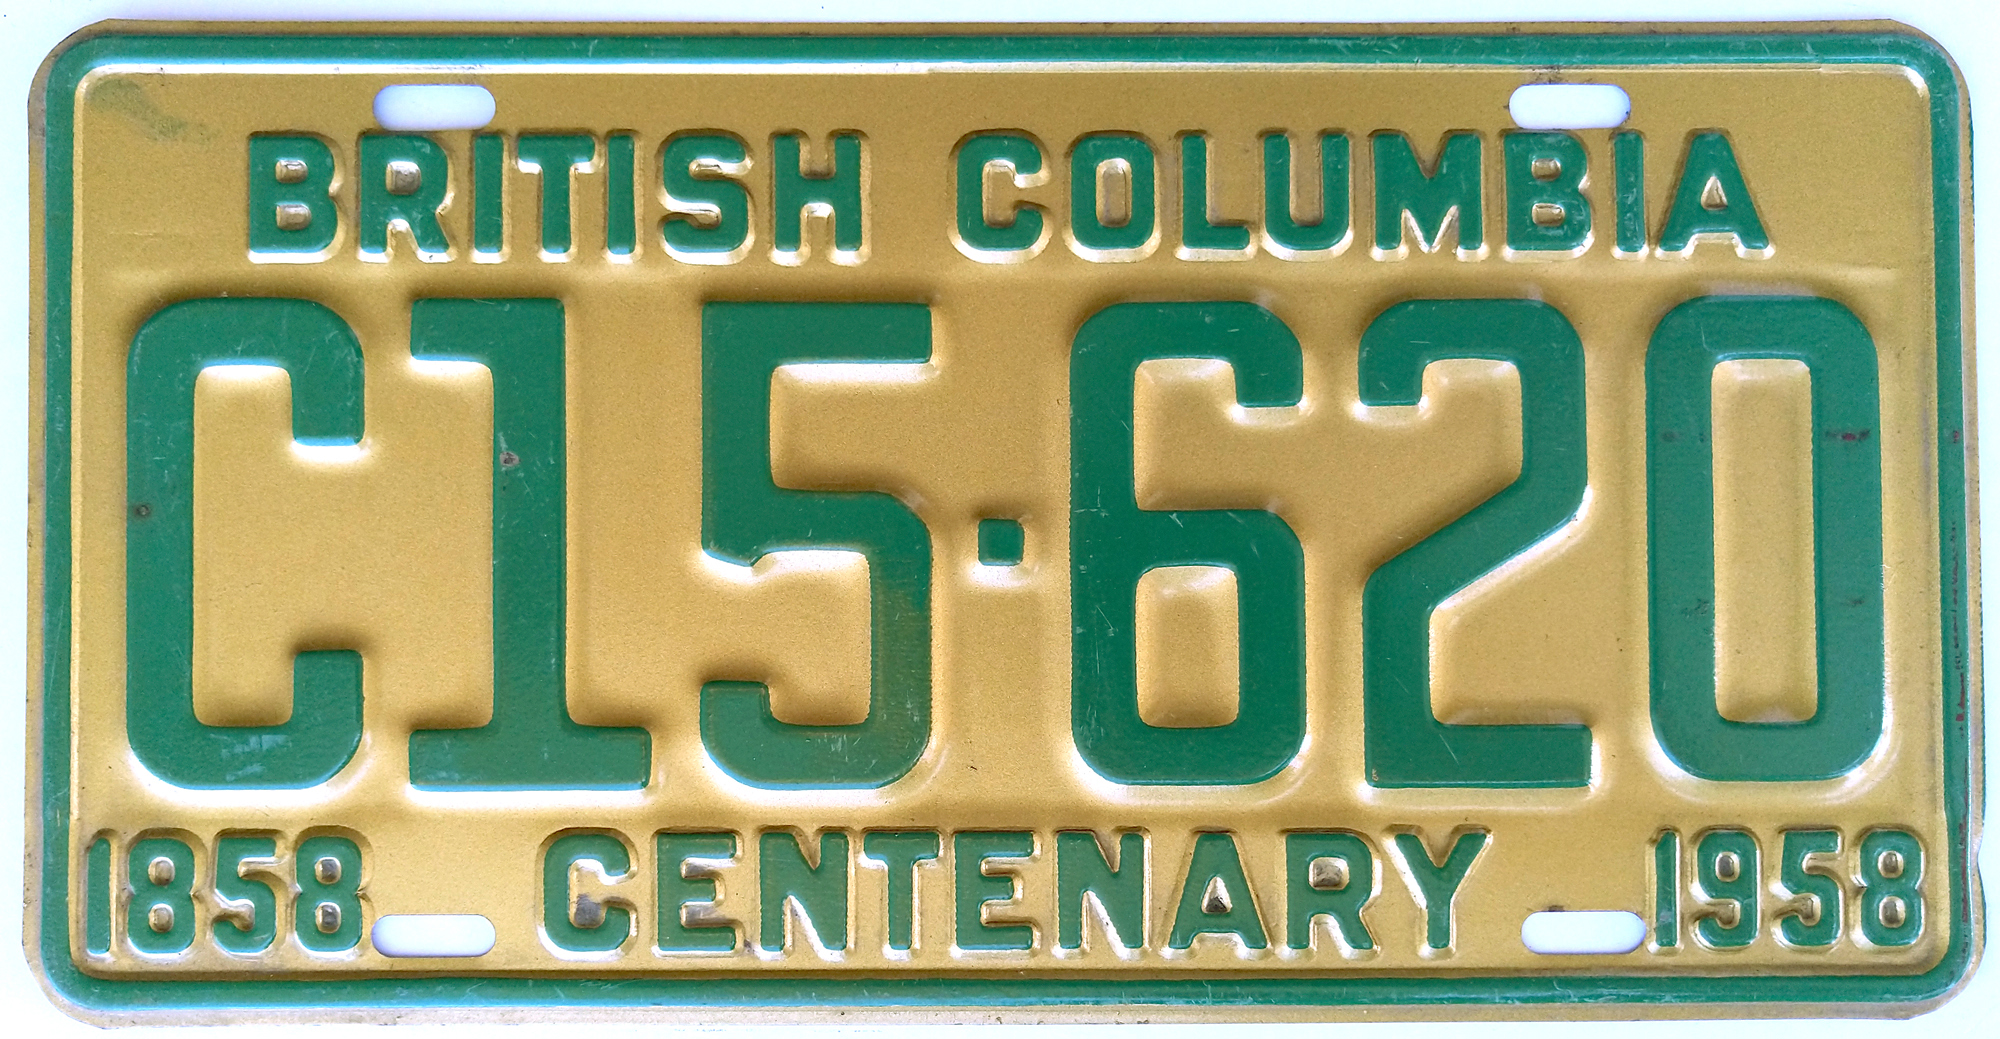 BRITISH COLUMBIA
C15·620
1858 CENTENARY 1958